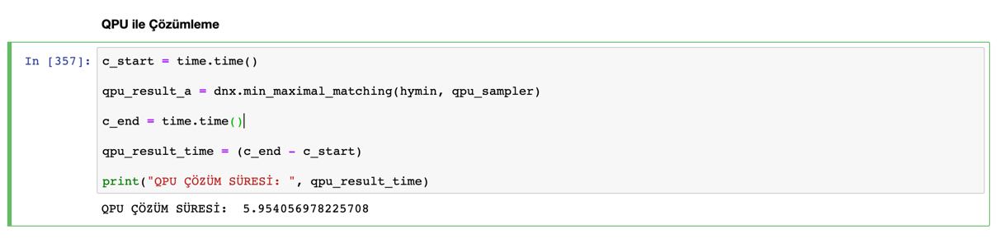 QPU ile Çözümleme
In [357]: c_start = time.time()
qpu_result_a = dnx.min_maximal_matching(hymin, qpu_sampler)
c_end = time.time()
qpu_result_time = (c_end - c_start)
print("QPU ÇÖZÜM SÜRESİ: ", qpu_result_time)
QPU ÇÖZÜM SÜRESİ:  5.954056978225708